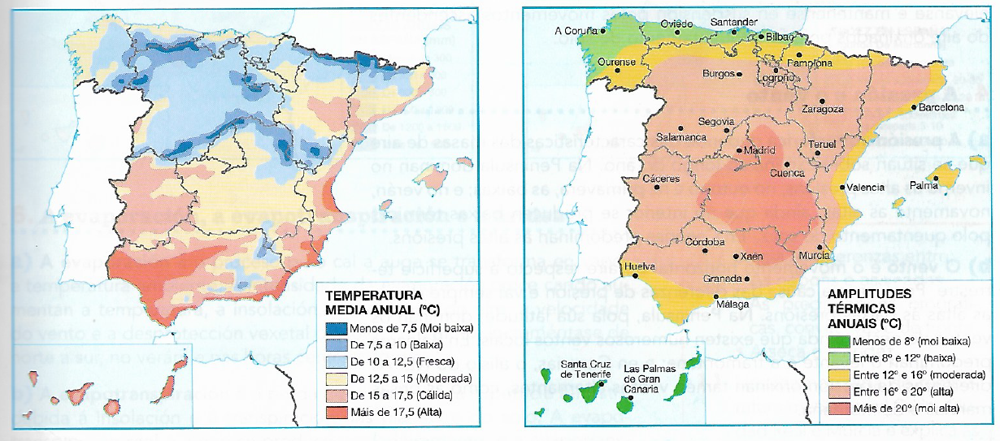 TEMPERATURA
MEDIA ANUAL (ºC)
Menos de 7,5 (Moi baixa)
De 7,5 a 10 (Baixa)
De 10 a 12,5 (Fresca)
De 12,5 a 15 (Moderada)
De 15 a 17,5 (Cálida)
Máis de 17,5 (Alta)
A Coruña
Oviedo
Santander
Bilbao
Ourense
Pamplona
Burgos
Logroño
Zaragoza
Barcelona
Segovia
Salamanca
Madrid
Teruel
Cuenca
Cáceres
Valencia
Palma
Córdoba
Xaén
Murcia
Huelva
Granada
Málaga
Santa Cruz
de Tenerife
Las Palmas
de Gran
Canaria
AMPLITUDES
TÉRMICAS
ANUAIS (ºC)
Menos de 8º (moi baixa)
Entre 8º e 12º (baixa)
Entre 12º e 16º (moderada)
Entre 16º e 20º (alta)
Máis de 20º (moi alta)